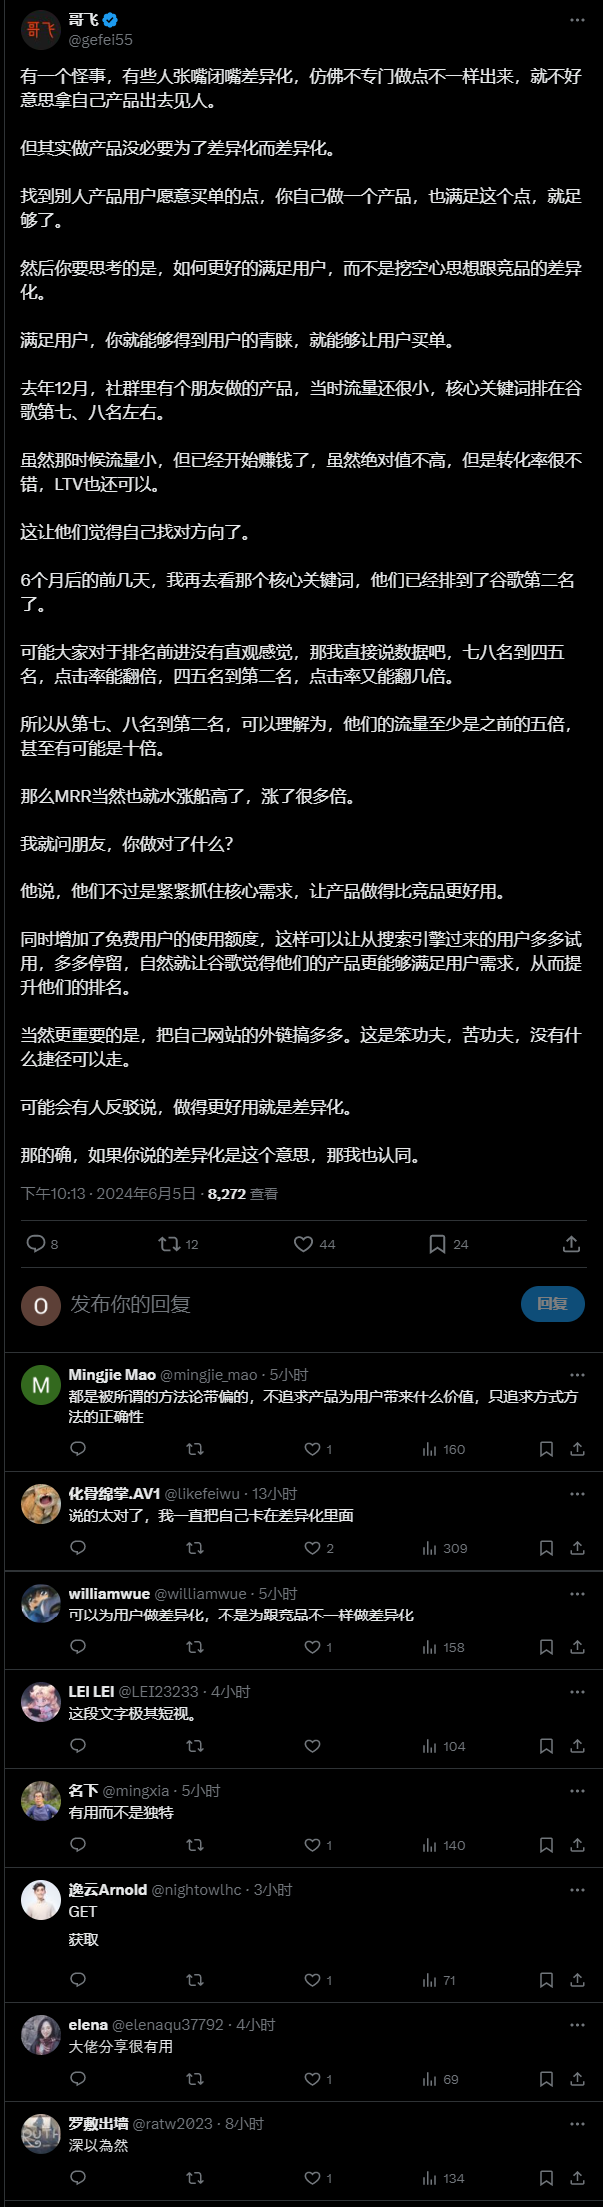 哥飞
哥飞
@gefei55
有一个怪事，有些人张嘴闭嘴差异化，仿佛不专门做点不一样出来，就不好
意思拿自己产品出去见人。
但其实做产品没必要为了差异化而差异化。
找到别人产品用户愿意买单的点，你自己做一个产品，也满足这个点，就足
够了。
然后你要思考的是，如何更好的满足用户，而不是挖空心思想跟竞品的差异
化。
满足用户，你就能够得到用户的青睐，就能够让用户买单。
去年12月，社群里有个朋友做的产品，当时流量还很小，核心关键词排在谷
歌第七、八名左右。
虽然那时候流量小，但已经开始赚钱了，虽然绝对值不高，但是转化率很不
错，LTV也还可以。
这让他们觉得自己找对方向了。
6个月后的前几天，我再去看那个核心关键词，他们已经排到了谷歌第二名
了。
可能大家对于排名前进没有直观感觉，那我直接说数据吧，七八名到四五
名，点击率能翻倍，四五名到第二名，点击率又能翻几倍。
所以从第七、八名到第二名，可以理解为，他们的流量至少是之前的五倍，
甚至有可能是十倍。
那么MRR当然也就水涨船高了，涨了很多倍。
我就问朋友，你做对了什么？
他说，他们不过是紧紧抓住核心需求，让产品做得比竞品更好用。
同时增加了免费用户的使用额度，这样可以让从搜索引擎过来的用户多多试
用，多多停留，自然就让谷歌觉得他们的产品更能够满足用户需求，从而提
升他们的排名。
当然更重要的是，把自己网站的外链搞多多。这是笨功夫，苦功夫，没有什
么捷径可以走。
可能会有人反驳说，做得更好用就是差异化。
那的确，如果你说的差异化是这个意思，那我也认同。
下午10:13 · 2024年6月5日 · 8,272 查看
8 12 44 24
O 发布你的回复 回复
M
Mingjie Mao @mingjie_mao · 5小时
都是被所谓的方法论带偏的，不追求产品为用户带来什么价值，只追求方式方
法的正确性
1 160
化骨绵掌.AV1 @likefeiwu · 13小时
说的太对了，我一直把自己卡在差异化里面
2 309
williamwue @williamwue · 5小时
可以为用户做差异化，不是为跟竞品不一样做差异化
1 158
LEI LEI @LEI23233 · 4小时
这段文字极其短视。
104
名下 @mingxia · 5小时
有用而不是独特
1 140
逸云Arnold @nightowlhc · 3小时
GET
获取
1 71
elena @elenaqu37792 · 4小时
大佬分享很有用
1 69
罗敷出墙 @ratw2023 · 8小时
深以為然
1 134